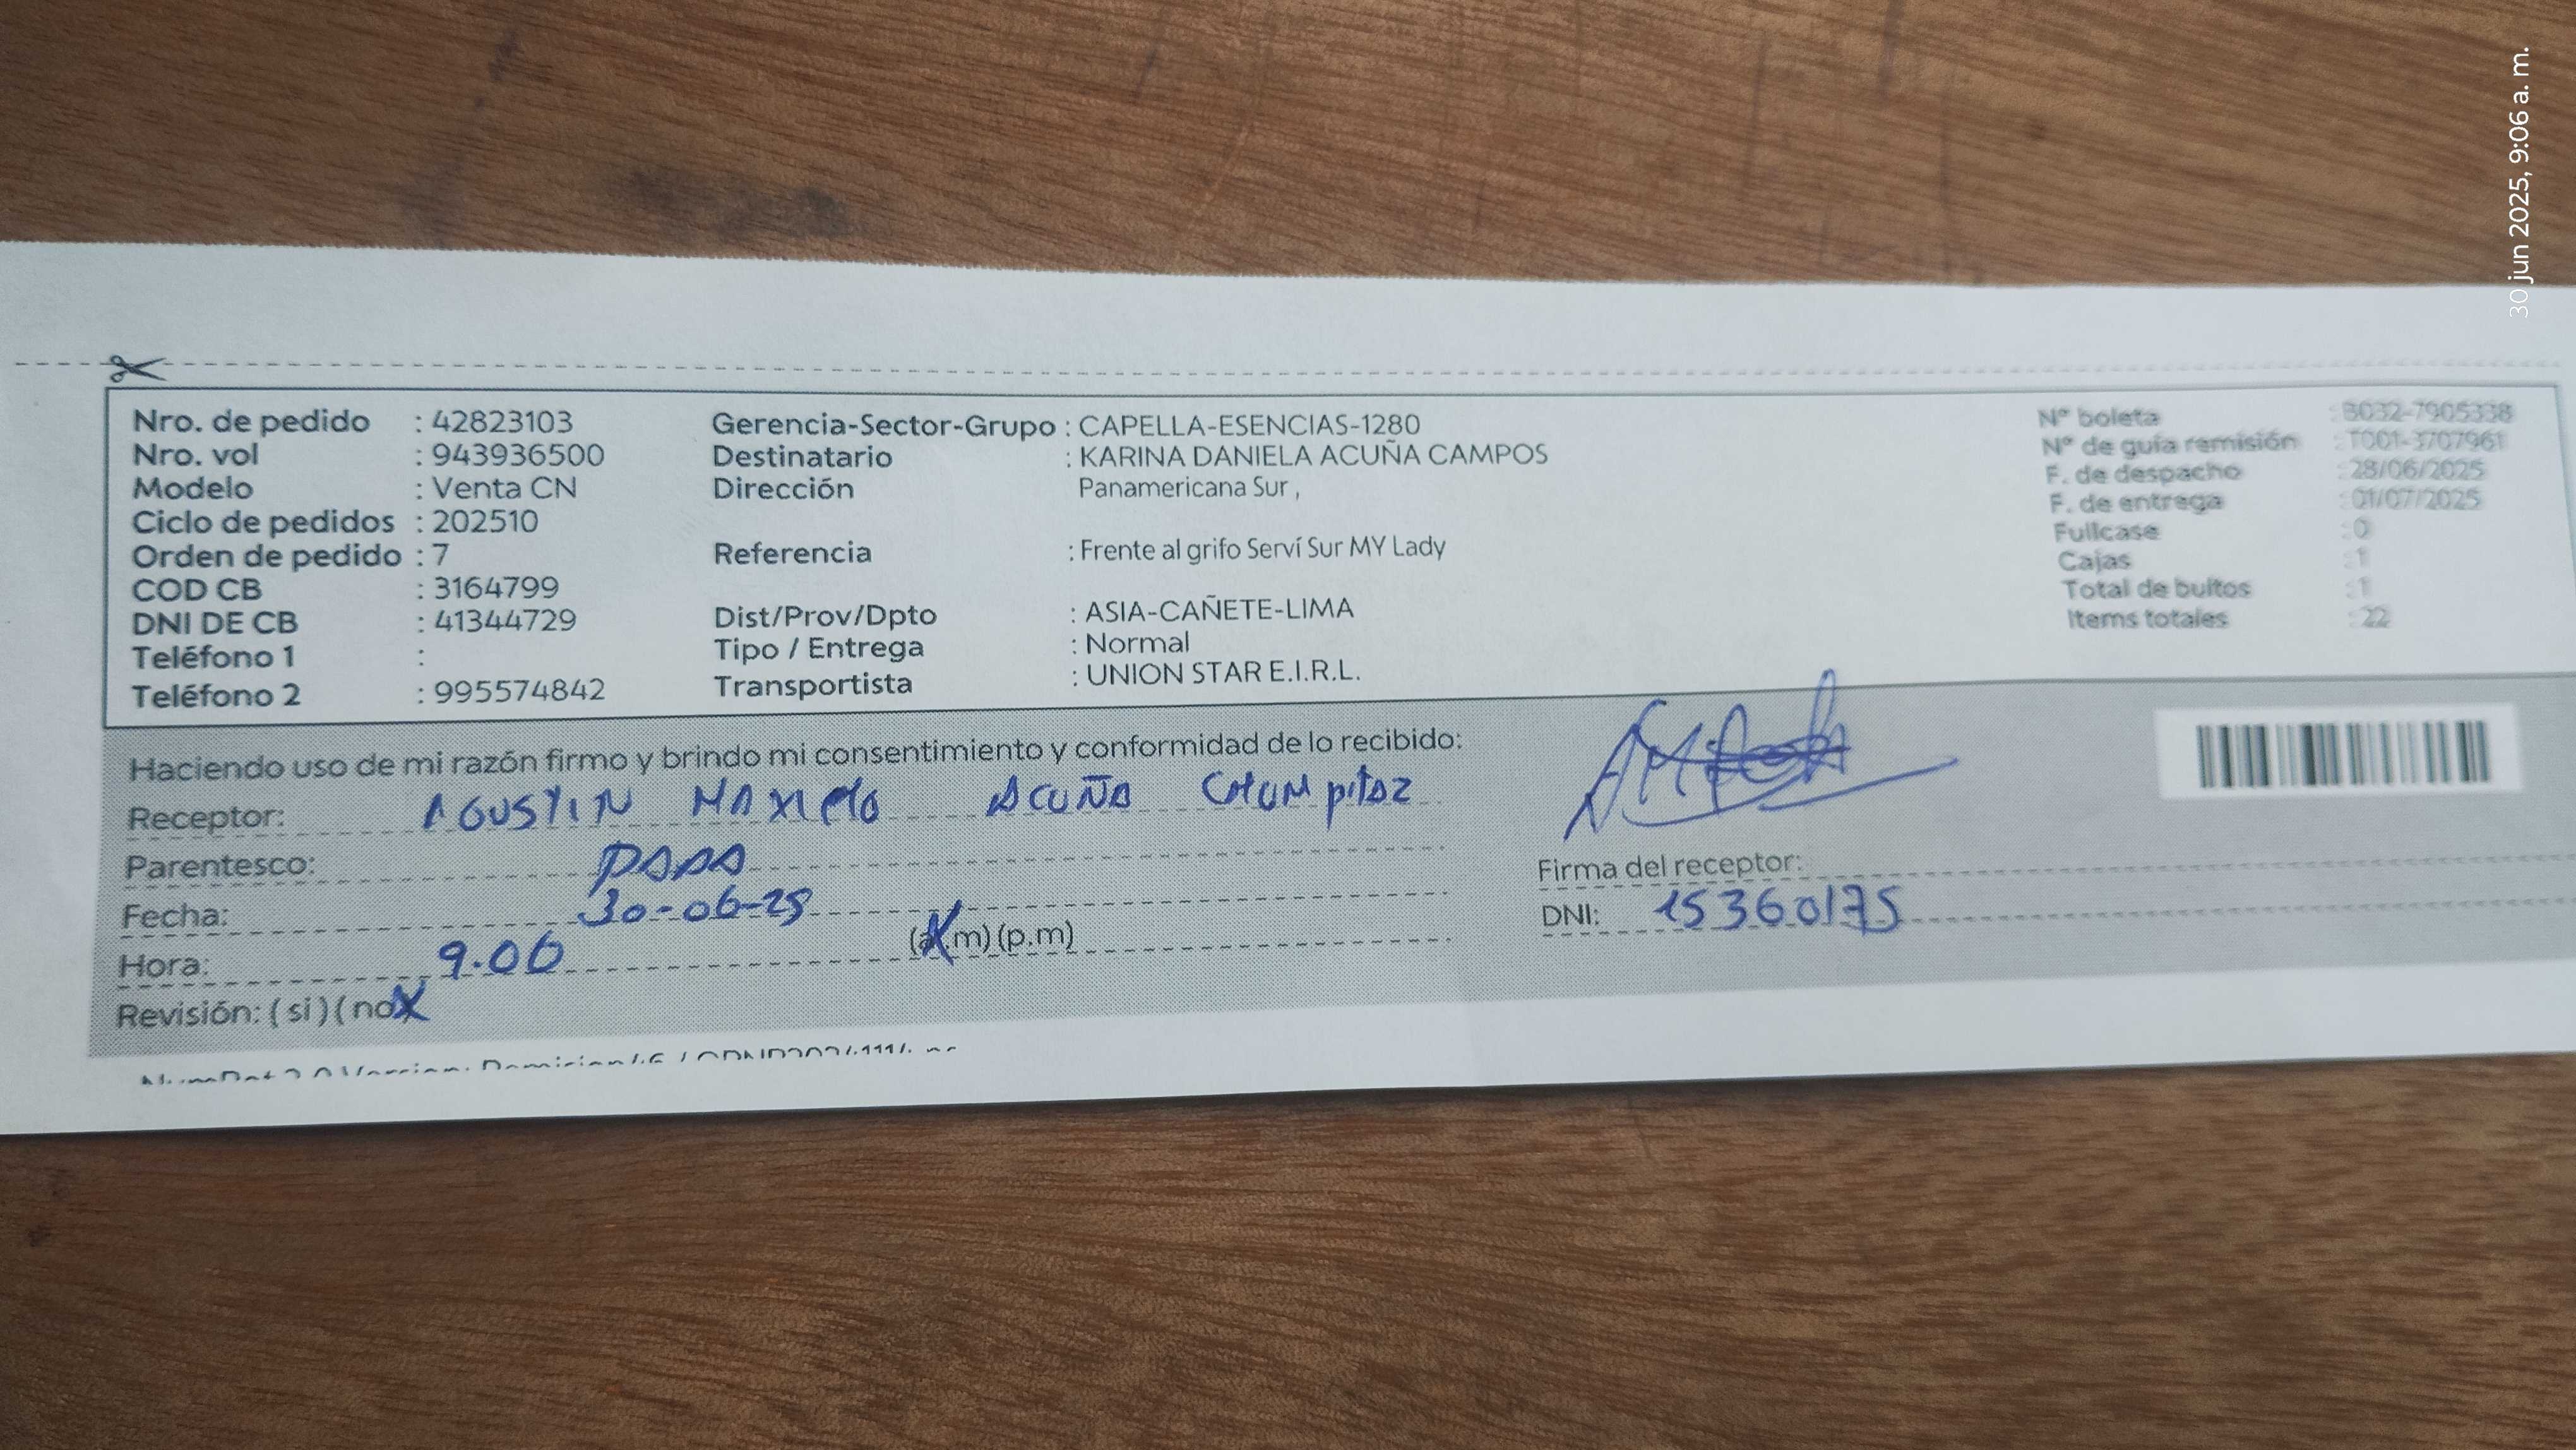 30 jun 2025, 9:06 a. m.
Nro. de pedido : 42823103
Nro. vol : 943936500
Modelo : Venta CN
Ciclo de pedidos : 202510
Orden de pedido : 7
COD CB : 3164799
DNI DE CB : 41344729
Teléfono 1 :
Teléfono 2 : 995574842
Gerencia-Sector-Grupo : CAPELLA-ESENCIAS-1280
Destinatario : KARINA DANIELA ACUÑA CAMPOS
Dirección Panamericana Sur ,
Referencia : Frente al grifo Serví Sur MY Lady
Dist/Prov/Dpto : ASIA-CAÑETE-LIMA
Tipo / Entrega : Normal
Transportista : UNION STAR E.I.R.L.
N° boleta : B032-7905338
N° de guía remisión : T001-3707961
F. de despacho : 28/06/2025
F. de entrega : 01/07/2025
Fullcase : 0
Cajas : 1
Total de bultos : 1
Items totales : 22
Haciendo uso de mi razón firmo y brindo mi consentimiento y conformidad de lo recibido:
Receptor: AGUSTIN ACUÑA CHUMPITAZ
Parentesco: PAPA
Fecha: 30-06-25
Hora: 9.06 (a.m) (p.m)
Revisión: ( si ) ( no X
Firma del receptor:
DNI: 15360175